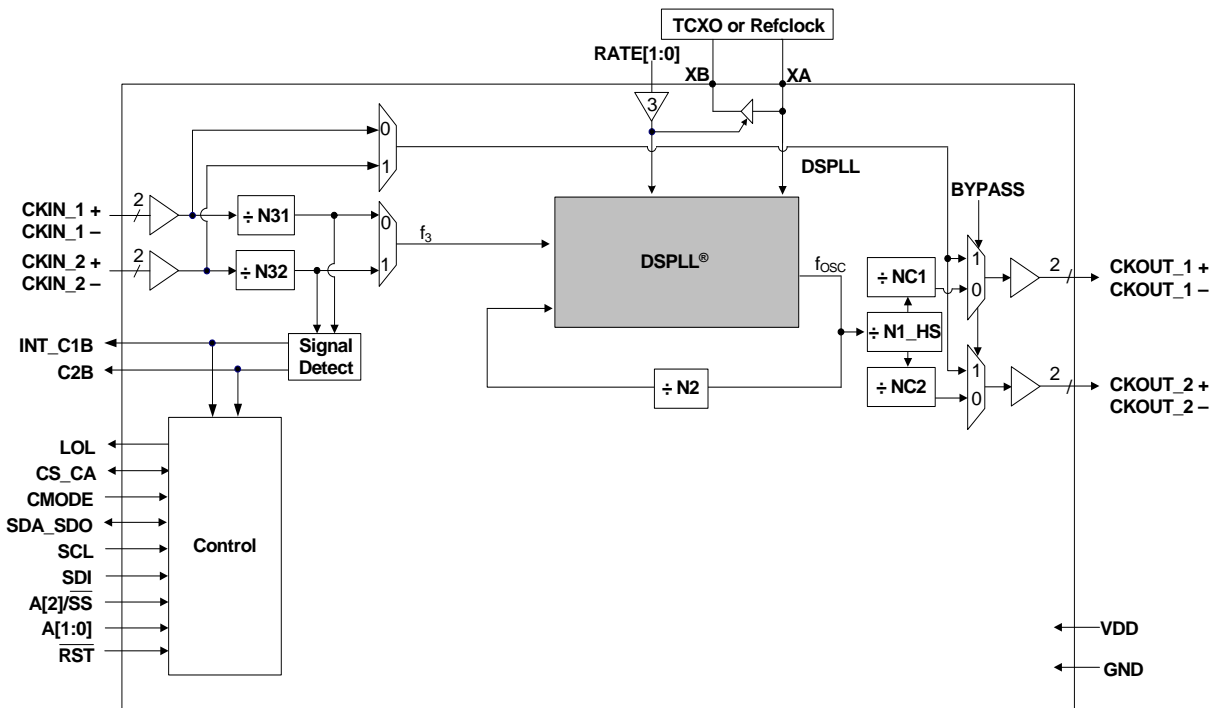 TCXO or Refclock
RATE[1:0]
XB
XA
3
0
1
DSPLL
BYPASS
CKIN_1 +
CKIN_1 –
2
÷ N31
0
1
f3
CKIN_2 +
CKIN_2 –
2
÷ N32
DSPLL®
fOSC
÷ NC1
1
0
2
CKOUT_1 +
CKOUT_1 –
÷ N1_HS
INT_C1B
C2B
Signal
Detect
÷ N2
÷ NC2
1
0
2
CKOUT_2 +
CKOUT_2 –
LOL
CS_CA
CMODE
SDA_SDO
SCL
SDI
A[2]/SS
A[1:0]
RST
Control
VDD
GND